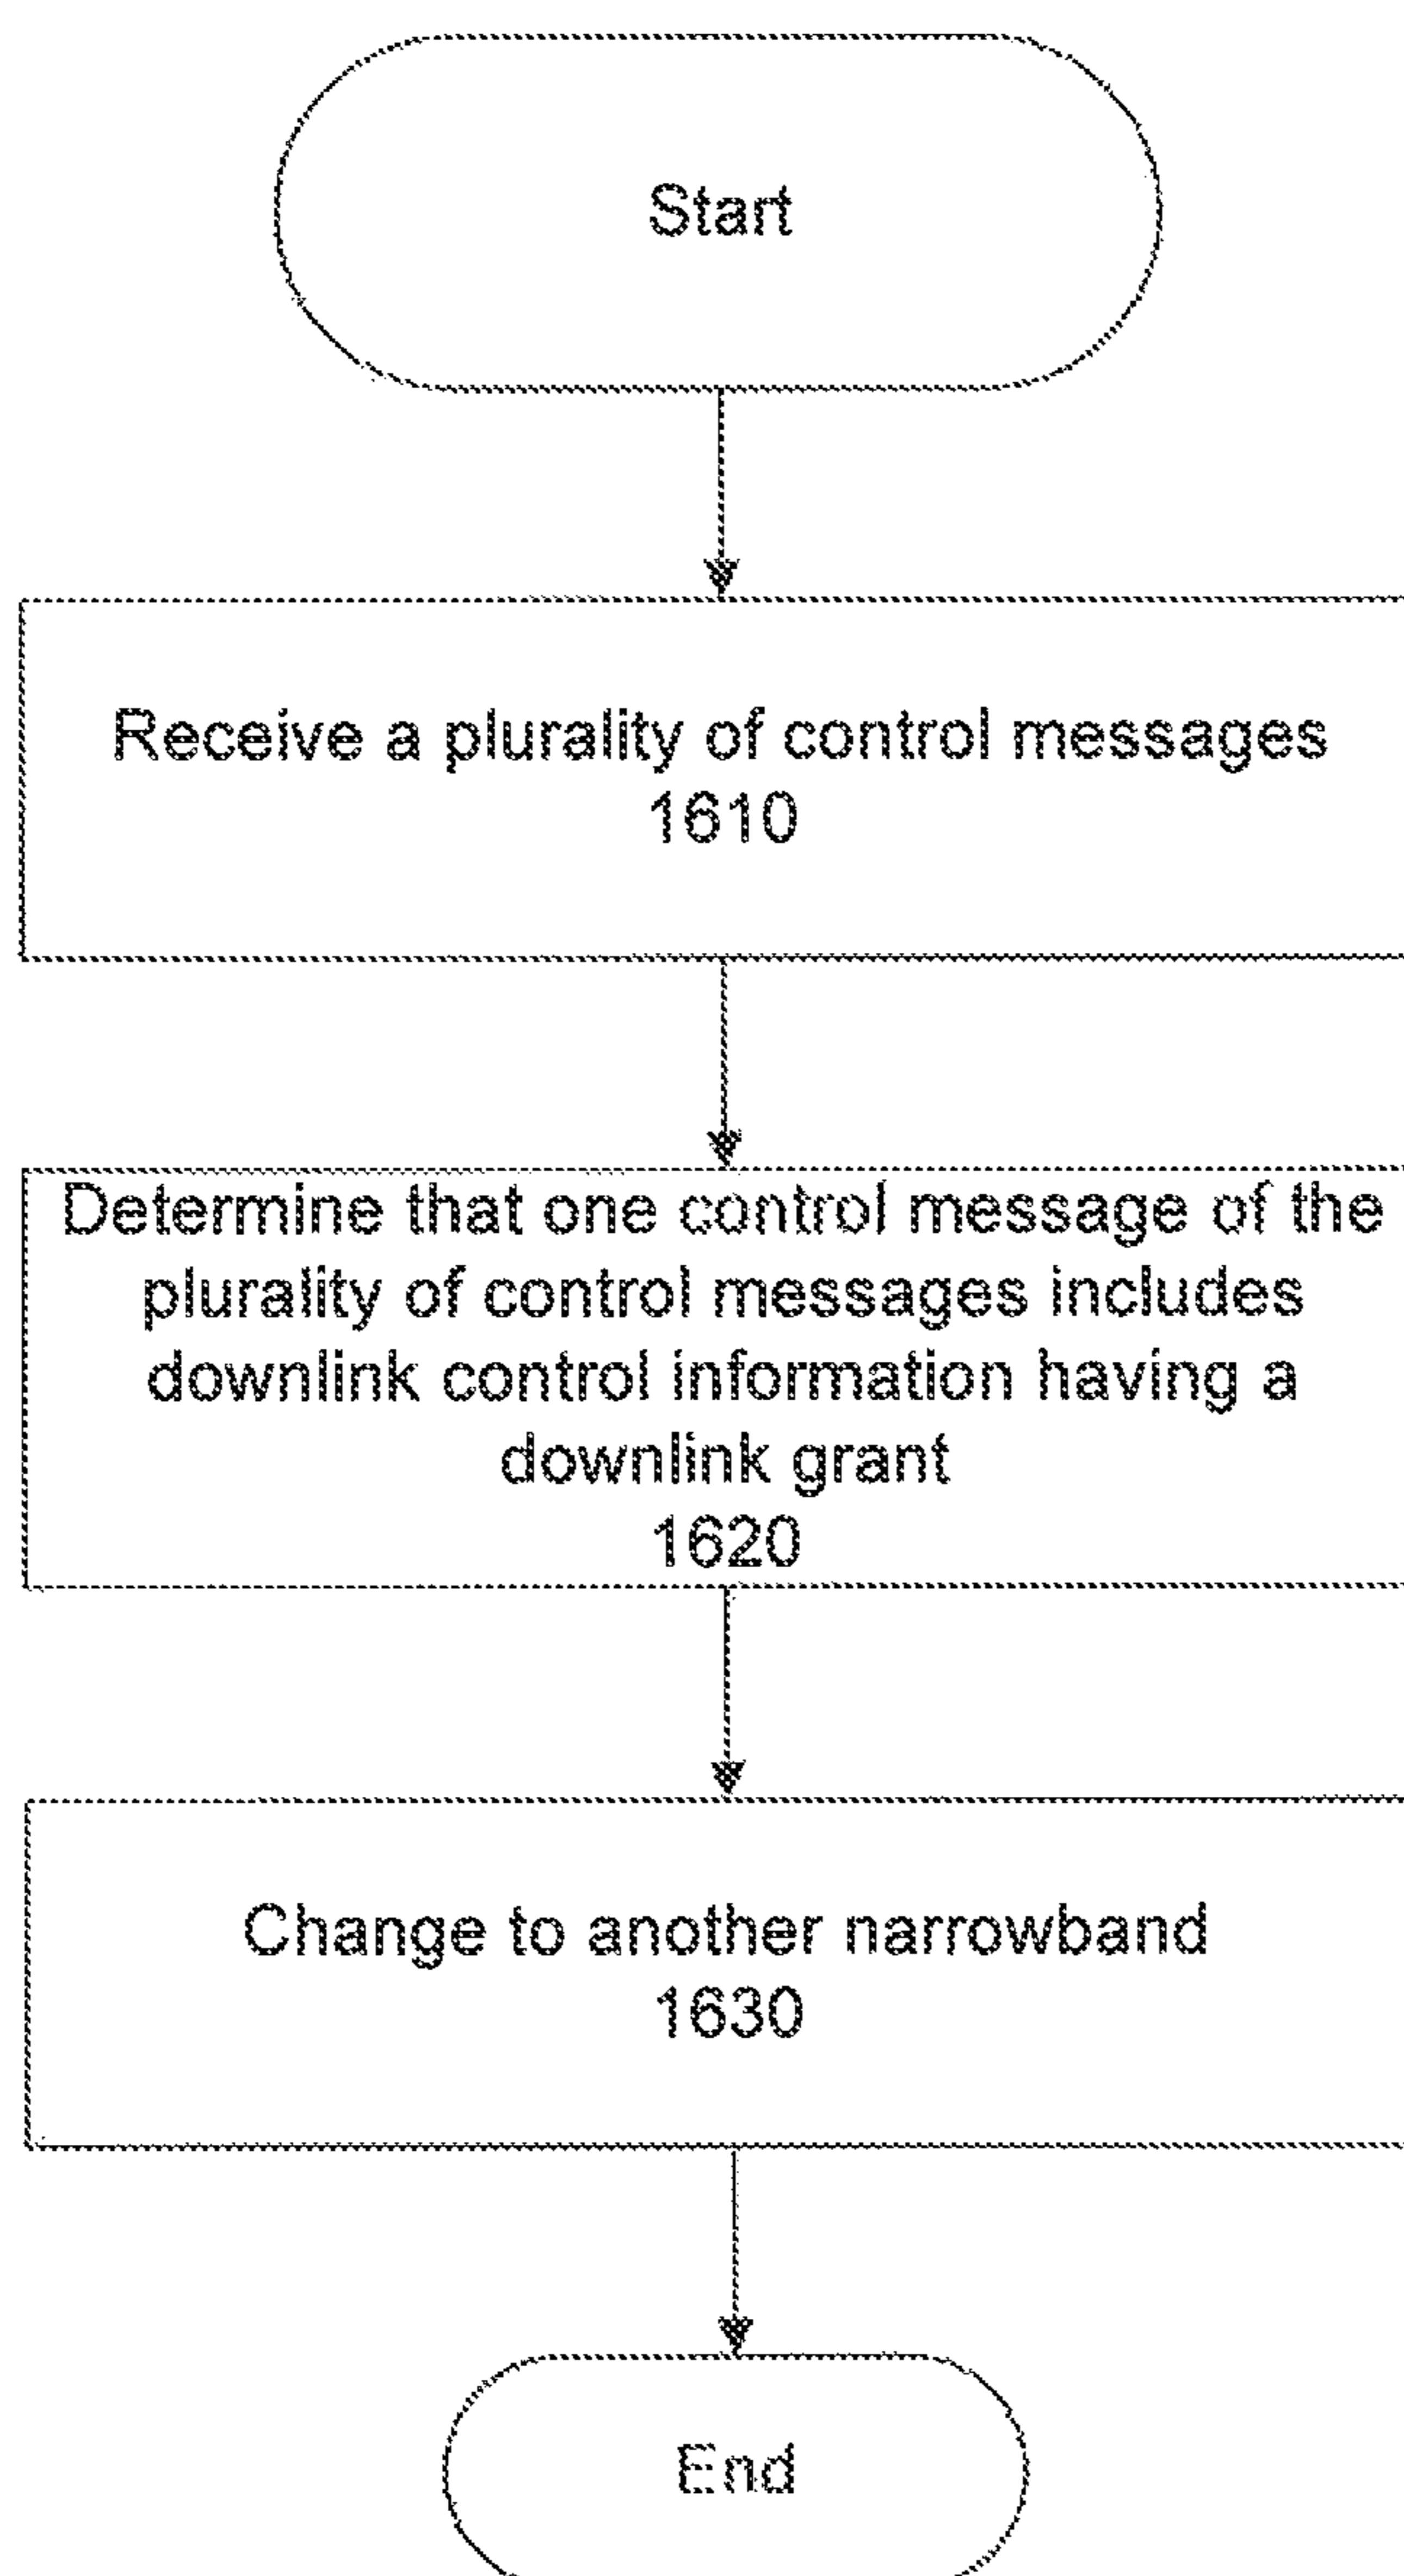 Start
Receive a plurality of control messages
1610
Determine that one control message of the
plurality of control messages includes
downlink control information having a
downlink grant
1620
Change to another narrowband
1630
End